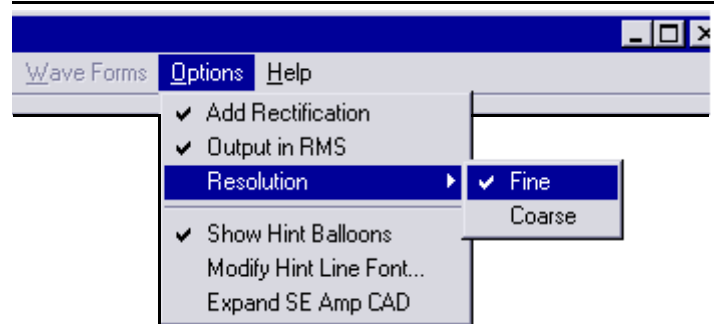 Wave Forms Options Help
Add Rectification
Output in RMS
Resolution Fine
Coarse
Show Hint Balloons
Modify Hint Line Font...
Expand SE Amp CAD